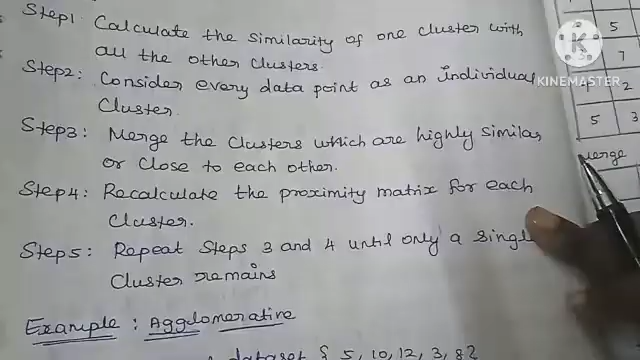 Step1: Calculate the similarity of one cluster with
all the other clusters.
Step2: Consider every data point as an individual
Cluster.
Step3: Merge the clusters which are highly similar
or close to each other.
Step4: Recalculate the proximity matrix for each
Cluster.
Step5: Repeat Steps 3 and 4 until only a single
Cluster remains
Example: Agglomerative
dataset { 5, 10, 12, 3,
5
7
2
5 3
KINEMASTER